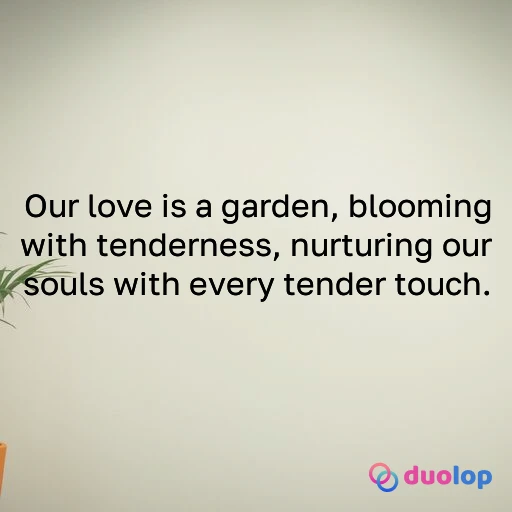 Our love is a garden, blooming
with tenderness, nurturing our
souls with every tender touch.
duolop